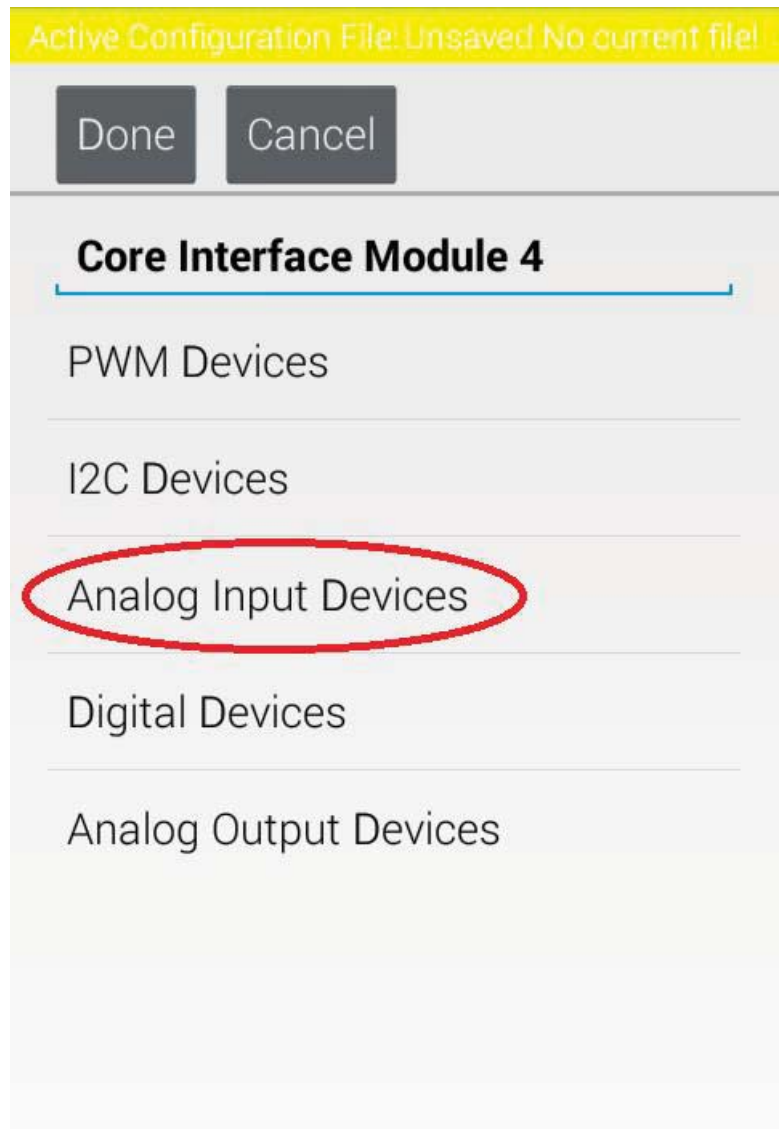 Active Configuration File: Unsaved No current file!
Done Cancel
Core Interface Module 4
PWM Devices
I2C Devices
Analog Input Devices
Digital Devices
Analog Output Devices